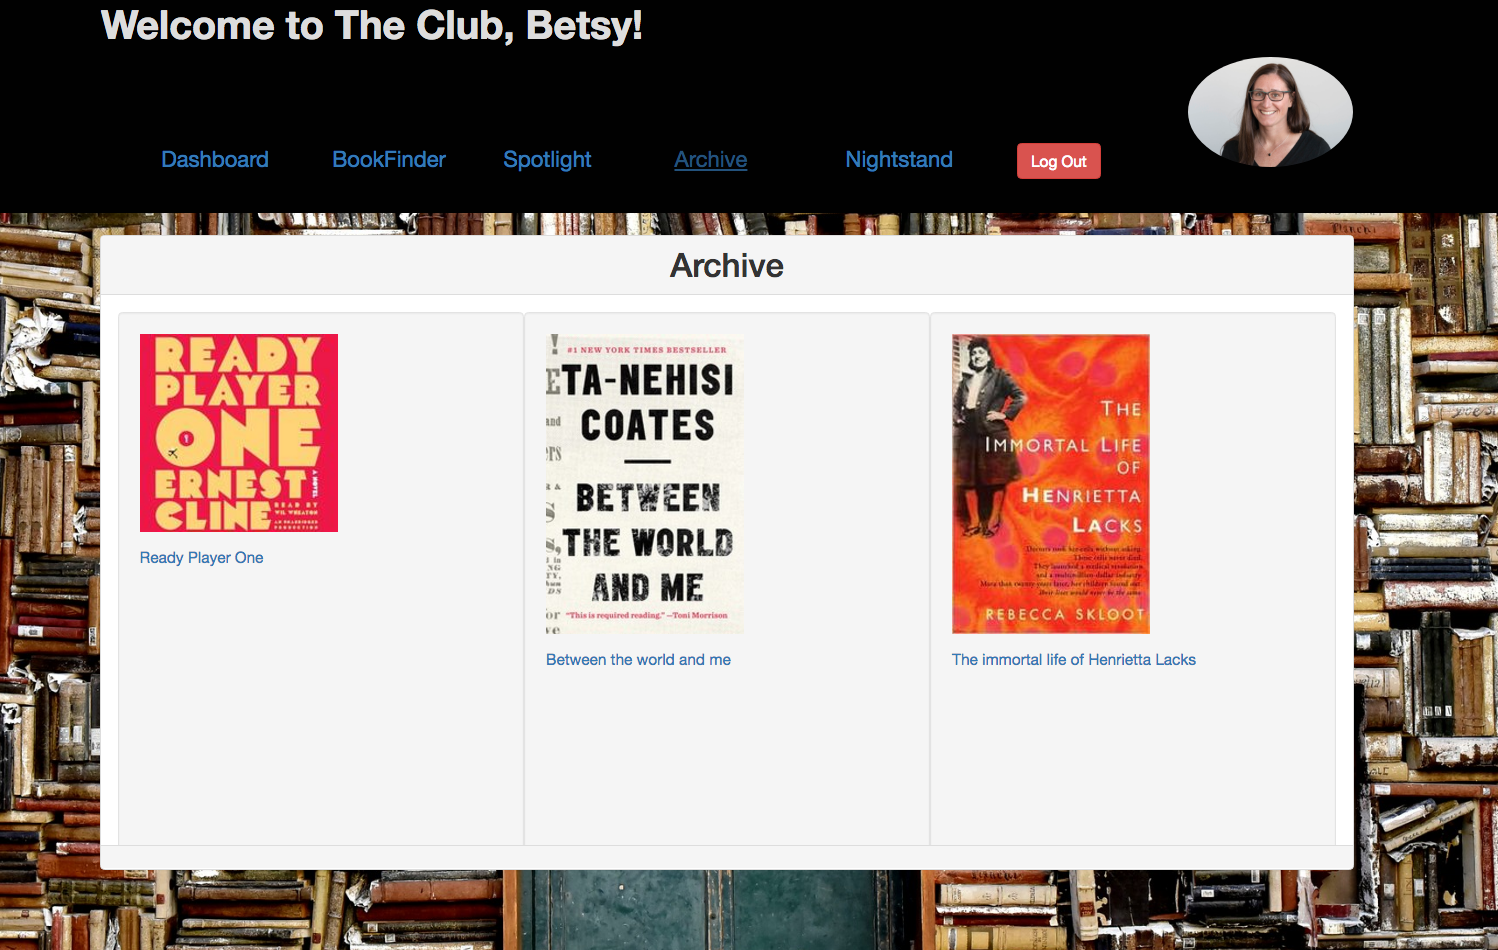 Welcome to The Club, Betsy!
Dashboard BookFinder Spotlight Archive Nightstand Log Out
Archive
READY
PLAYER
ONE
ERNEST
CLINE
A NOVEL
READ BY
WIL WHEATON
AN UNABRIDGED
PRODUCTION
Ready Player One
#1 NEW YORK TIMES BESTSELLER
TA-NEHISI
COATES
BETWEEN
THE WORLD
AND ME
"This is required reading." —Toni Morrison
Between the world and me
THE
IMMORTAL LIFE
OF
HENRIETTA
LACKS
Doctors took her cells without asking.
Those cells never died.
They launched a medical revolution
and a multimillion-dollar industry.
More than twenty years later, her children found out.
Their lives would never be the same.
REBECCA SKLOOT
The immortal life of Henrietta Lacks